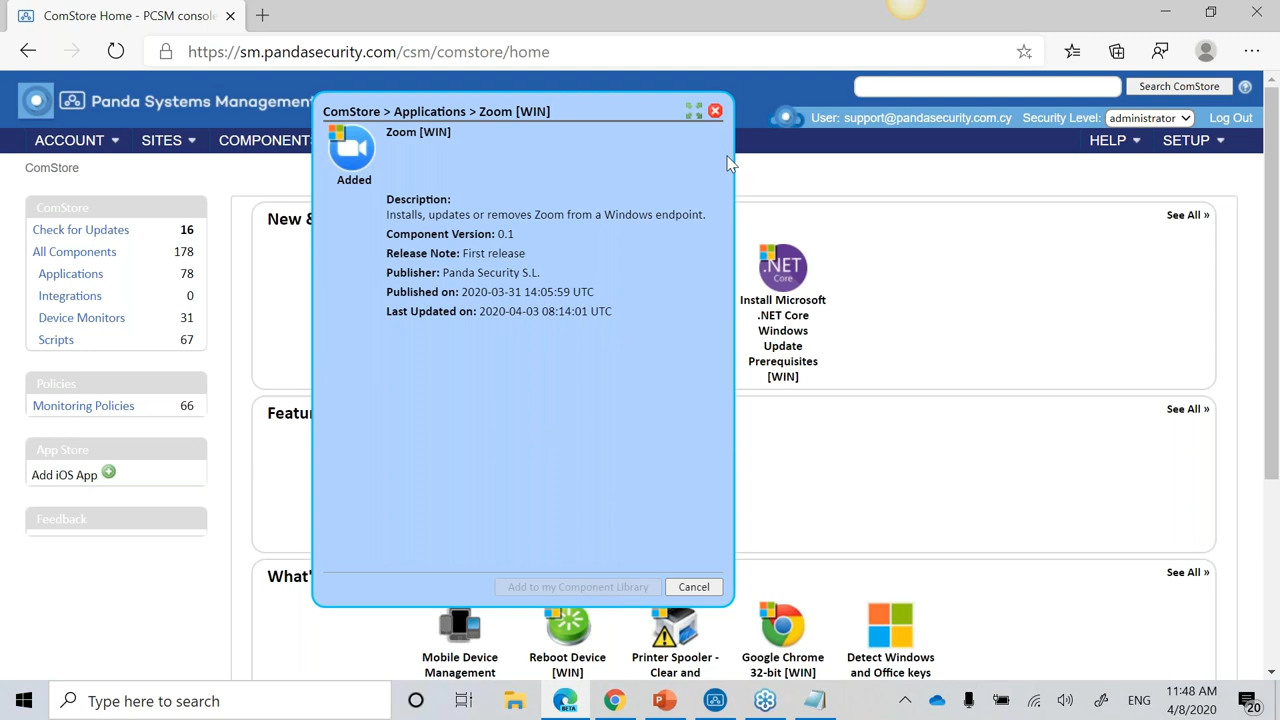 ComStore Home - PCSM console
https://sm.pandasecurity.com/csm/comstore/home
Panda Systems Management
Search ComStore
User: support@pandasecurity.com.cy Security Level: administrator Log Out
ACCOUNT SITES COMPONENTS HELP SETUP
ComStore
ComStore > Applications > Zoom [WIN]
Zoom [WIN]
Added
Description:
Installs, updates or removes Zoom from a Windows endpoint.
Component Version: 0.1
Release Note: First release
Publisher: Panda Security S.L.
Published on: 2020-03-31 14:05:59 UTC
Last Updated on: 2020-04-03 08:14:01 UTC
Add to my Component Library Cancel
ComStore
Check for Updates 16
All Components 178
Applications 78
Integrations 0
Device Monitors 31
Scripts 67
Policies
Monitoring Policies 66
App Store
Add iOS App
Feedback
New &
See All »
.NET
Core
Install Microsoft
.NET Core
Windows
Update
Prerequisites
[WIN]
See All »
What'
See All »
Mobile Device
Management
Reboot Device
[WIN]
Printer Spooler -
Clear and
Google Chrome
32-bit [WIN]
Detect Windows
and Office keys
Type here to search
BETA
ENG
11:48 AM
4/8/2020
20